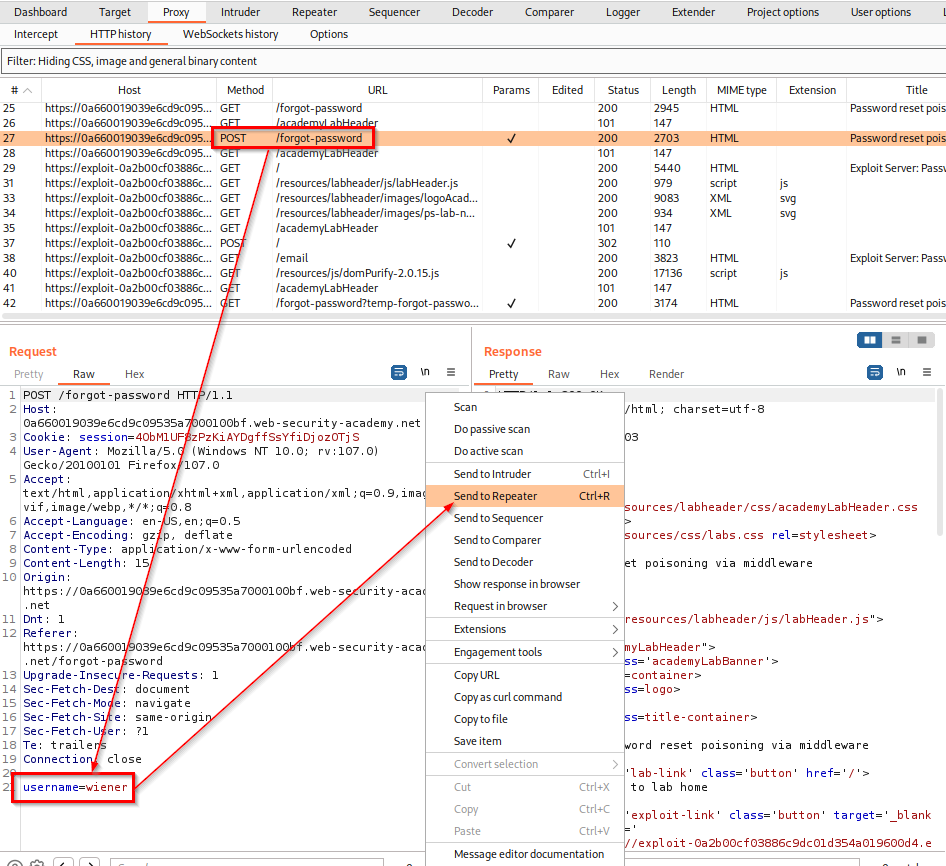 Dashboard Target Proxy Intruder Repeater Sequencer Decoder Comparer Logger Extender Project options User options
Intercept HTTP history WebSockets history Options
Filter: Hiding CSS, image and general binary content
# Host Method URL Params Edited Status Length MIME type Extension Title
25 https://0a660019039e6cd9c095... GET /forgot-password 200 2945 HTML Password reset pois
26 https://0a660019039e6cd9c095... GET /academyLabHeader 101 147
27 https://0a660019039e6cd9c095... POST /forgot-password ✓ 200 2703 HTML Password reset pois
28 https://0a660019039e6cd9c095... GET /academyLabHeader 101 147
29 https://exploit-0a2b00cf03886c... GET / 200 5440 HTML Exploit Server: Passw
31 https://exploit-0a2b00cf03886c... GET /resources/labheader/js/labHeader.js 200 979 script js
33 https://exploit-0a2b00cf03886c... GET /resources/labheader/images/logoAcad... 200 9083 XML svg
34 https://exploit-0a2b00cf03886c... GET /resources/labheader/images/ps-lab-n... 200 934 XML svg
35 https://exploit-0a2b00cf03886c... GET /academyLabHeader 101 147
37 https://exploit-0a2b00cf03886c... POST / ✓ 302 110
38 https://exploit-0a2b00cf03886c... GET /email 200 3823 HTML Exploit Server: Passw
40 https://exploit-0a2b00cf03886c... GET /resources/js/domPurify-2.0.15.js 200 17136 script js
41 https://exploit-0a2b00cf03886c... GET /academyLabHeader 101 147
42 https://0a660019039e6cd9c095... GET /forgot-password?temp-forgot-passwo... ✓ 200 3174 HTML Password reset pois
Request
Pretty Raw Hex \n
1 POST /forgot-password HTTP/1.1
2 Host:
0a660019039e6cd9c09535a7000100bf.web-security-academy.net
3 Cookie: session=4ObM1UF8zPzKiAYDgffSsYfiDjozOTjS
4 User-Agent: Mozilla/5.0 (Windows NT 10.0; rv:107.0)
Gecko/20100101 Firefox/107.0
5 Accept:
text/html,application/xhtml+xml,application/xml;q=0.9,imag
vif,image/webp,*/*;q=0.8
6 Accept-Language: en-US,en;q=0.5
7 Accept-Encoding: gzip, deflate
8 Content-Type: application/x-www-form-urlencoded
9 Content-Length: 15
10 Origin:
https://0a660019039e6cd9c09535a7000100bf.web-security-acad
.net
11 Dnt: 1
12 Referer:
https://0a660019039e6cd9c09535a7000100bf.web-security-acad
.net/forgot-password
13 Upgrade-Insecure-Requests: 1
14 Sec-Fetch-Dest: document
15 Sec-Fetch-Mode: navigate
16 Sec-Fetch-Site: same-origin
17 Sec-Fetch-User: ?1
18 Te: trailers
19 Connection: close
20
21 username=wiener
Scan
Do passive scan
Do active scan
Send to Intruder Ctrl+I
Send to Repeater Ctrl+R
Send to Sequencer
Send to Comparer
Send to Decoder
Show response in browser
Request in browser
Extensions
Engagement tools
Copy URL
Copy as curl command
Copy to file
Save item
Convert selection
Cut Ctrl+X
Copy Ctrl+C
Paste Ctrl+V
Message editor documentation
Response
Pretty Raw Hex Render \n
/html; charset=utf-8
03
sources/labheader/css/academyLabHeader.css
>
sources/css/labs.css rel=stylesheet>
et poisoning via middleware
sources/labheader/js/labHeader.js">
myLabHeader">
ss='academyLabBanner'>
=container>
ss=logo>
ss=title-container>
word reset poisoning via middleware
'lab-link' class='button' href='/'>
to lab home
'exploit-link' class='button' target='_blank
='
//exploit-0a2b00cf03886c9dc01d354a019600d4.e